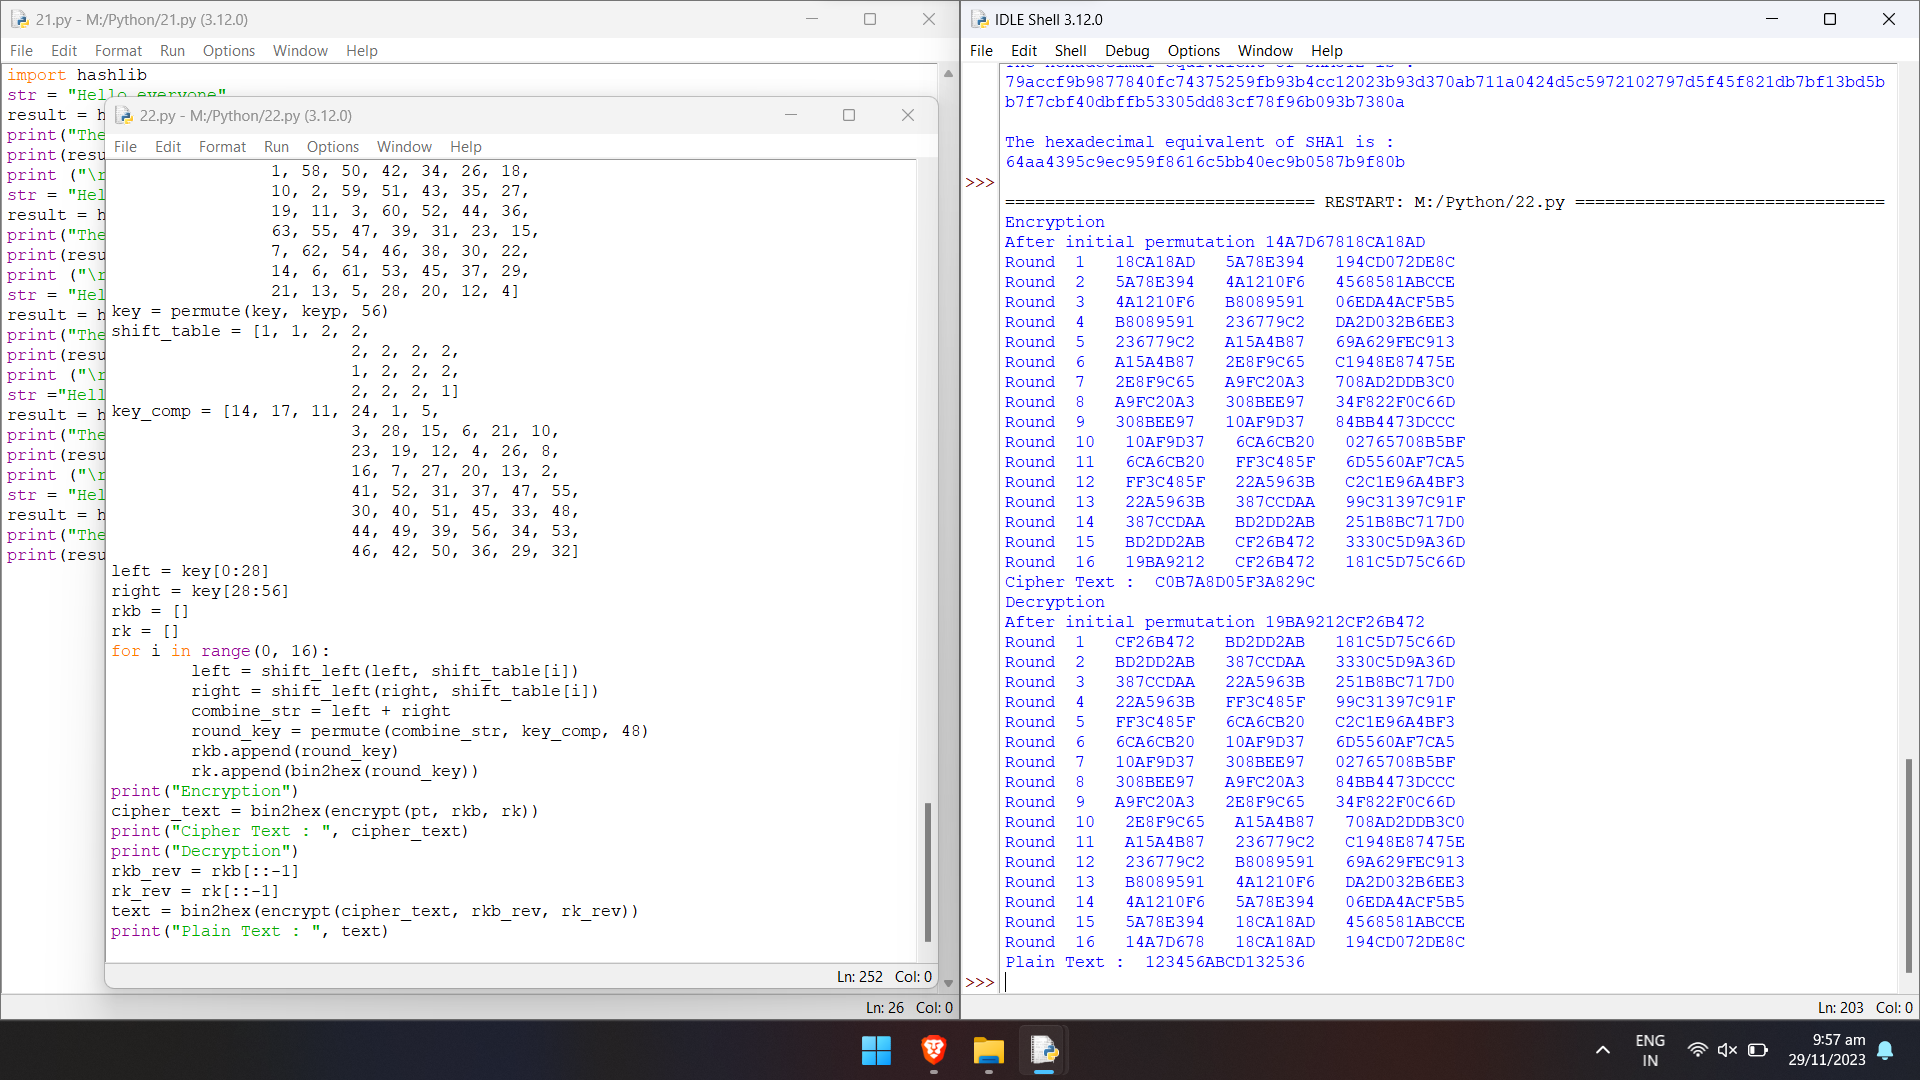 21.py - M:/Python/21.py (3.12.0)
File Edit Format Run Options Window Help
import hashlib
str = "Hello everyone"
result = h
print("The
print(resu
print ("\r
str = "Hel
result = h
print("The
print(resu
print ("\r
str = "Hel
result = h
print("The
print(resu
print ("\r
str ="Hell
result = h
print("The
print(resu
print ("\r
str = "Hel
result = h
print("The
print(resu
Ln: 26 Col: 0
22.py - M:/Python/22.py (3.12.0)
File Edit Format Run Options Window Help
1, 58, 50, 42, 34, 26, 18,
10, 2, 59, 51, 43, 35, 27,
19, 11, 3, 60, 52, 44, 36,
63, 55, 47, 39, 31, 23, 15,
7, 62, 54, 46, 38, 30, 22,
14, 6, 61, 53, 45, 37, 29,
21, 13, 5, 28, 20, 12, 4]
key = permute(key, keyp, 56)
shift_table = [1, 1, 2, 2,
2, 2, 2, 2,
1, 2, 2, 2,
2, 2, 2, 1]
key_comp = [14, 17, 11, 24, 1, 5,
3, 28, 15, 6, 21, 10,
23, 19, 12, 4, 26, 8,
16, 7, 27, 20, 13, 2,
41, 52, 31, 37, 47, 55,
30, 40, 51, 45, 33, 48,
44, 49, 39, 56, 34, 53,
46, 42, 50, 36, 29, 32]
left = key[0:28]
right = key[28:56]
rkb = []
rk = []
for i in range(0, 16):
left = shift_left(left, shift_table[i])
right = shift_left(right, shift_table[i])
combine_str = left + right
round_key = permute(combine_str, key_comp, 48)
rkb.append(round_key)
rk.append(bin2hex(round_key))
print("Encryption")
cipher_text = bin2hex(encrypt(pt, rkb, rk))
print("Cipher Text : ", cipher_text)
print("Decryption")
rkb_rev = rkb[::-1]
rk_rev = rk[::-1]
text = bin2hex(encrypt(cipher_text, rkb_rev, rk_rev))
print("Plain Text : ", text)
Ln: 252 Col: 0
IDLE Shell 3.12.0
File Edit Shell Debug Options Window Help
The hexadecimal equivalent of SHA512 is :
79accf9b9877840fc74375259fb93b4cc12023b93d370ab711a0424d5c5972102797d5f45f821db7bf13bd5b
b7f7cbf40dbffb53305dd83cf78f96b093b7380a
The hexadecimal equivalent of SHA1 is :
64aa4395c9ec959f8616c5bb40ec9b0587b9f80b
>>>
=============================== RESTART: M:/Python/22.py ===============================
Encryption
After initial permutation 14A7D67818CA18AD
Round 1 18CA18AD 5A78E394 194CD072DE8C
Round 2 5A78E394 4A1210F6 4568581ABCCE
Round 3 4A1210F6 B8089591 06EDA4ACF5B5
Round 4 B8089591 236779C2 DA2D032B6EE3
Round 5 236779C2 A15A4B87 69A629FEC913
Round 6 A15A4B87 2E8F9C65 C1948E87475E
Round 7 2E8F9C65 A9FC20A3 708AD2DDB3C0
Round 8 A9FC20A3 308BEE97 34F822F0C66D
Round 9 308BEE97 10AF9D37 84BB4473DCCC
Round 10 10AF9D37 6CA6CB20 02765708B5BF
Round 11 6CA6CB20 FF3C485F 6D5560AF7CA5
Round 12 FF3C485F 22A5963B C2C1E96A4BF3
Round 13 22A5963B 387CCDAA 99C31397C91F
Round 14 387CCDAA BD2DD2AB 251B8BC717D0
Round 15 BD2DD2AB CF26B472 3330C5D9A36D
Round 16 19BA9212 CF26B472 181C5D75C66D
Cipher Text : C0B7A8D05F3A829C
Decryption
After initial permutation 19BA9212CF26B472
Round 1 CF26B472 BD2DD2AB 181C5D75C66D
Round 2 BD2DD2AB 387CCDAA 3330C5D9A36D
Round 3 387CCDAA 22A5963B 251B8BC717D0
Round 4 22A5963B FF3C485F 99C31397C91F
Round 5 FF3C485F 6CA6CB20 C2C1E96A4BF3
Round 6 6CA6CB20 10AF9D37 6D5560AF7CA5
Round 7 10AF9D37 308BEE97 02765708B5BF
Round 8 308BEE97 A9FC20A3 84BB4473DCCC
Round 9 A9FC20A3 2E8F9C65 34F822F0C66D
Round 10 2E8F9C65 A15A4B87 708AD2DDB3C0
Round 11 A15A4B87 236779C2 C1948E87475E
Round 12 236779C2 B8089591 69A629FEC913
Round 13 B8089591 4A1210F6 DA2D032B6EE3
Round 14 4A1210F6 5A78E394 06EDA4ACF5B5
Round 15 5A78E394 18CA18AD 4568581ABCCE
Round 16 14A7D678 18CA18AD 194CD072DE8C
Plain Text : 123456ABCD132536
>>>
Ln: 203 Col: 0
ENG
IN
9:57 am
29/11/2023